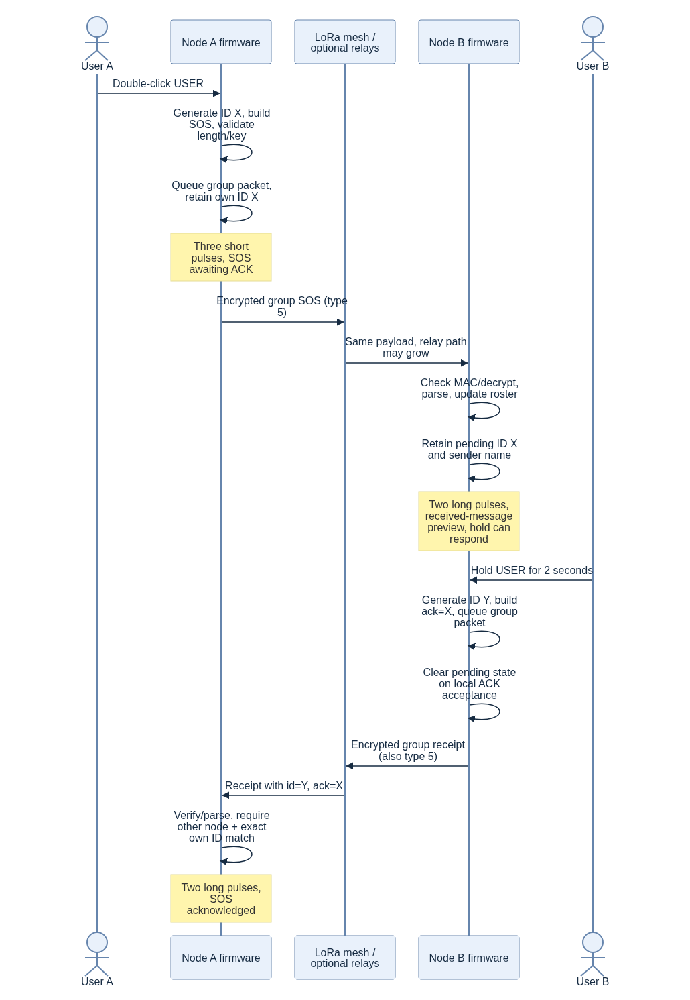 User A
Node A firmware
LoRa mesh /
optional relays
Node B firmware
User B
Double-click USER
Generate ID X, build
SOS, validate
length/key
Queue group packet,
retain own ID X
Three short
pulses, SOS
awaiting ACK
Encrypted group SOS (type
5)
Same payload, relay path
may grow
Check MAC/decrypt,
parse, update roster
Retain pending ID X
and sender name
Two long pulses,
received-message
preview, hold can
respond
Hold USER for 2 seconds
Generate ID Y, build
ack=X, queue group
packet
Clear pending state
on local ACK
acceptance
Encrypted group receipt
(also type 5)
Receipt with id=Y, ack=X
Verify/parse, require
other node + exact
own ID match
Two long pulses,
SOS
acknowledged
User A
Node A firmware
LoRa mesh /
optional relays
Node B firmware
User B